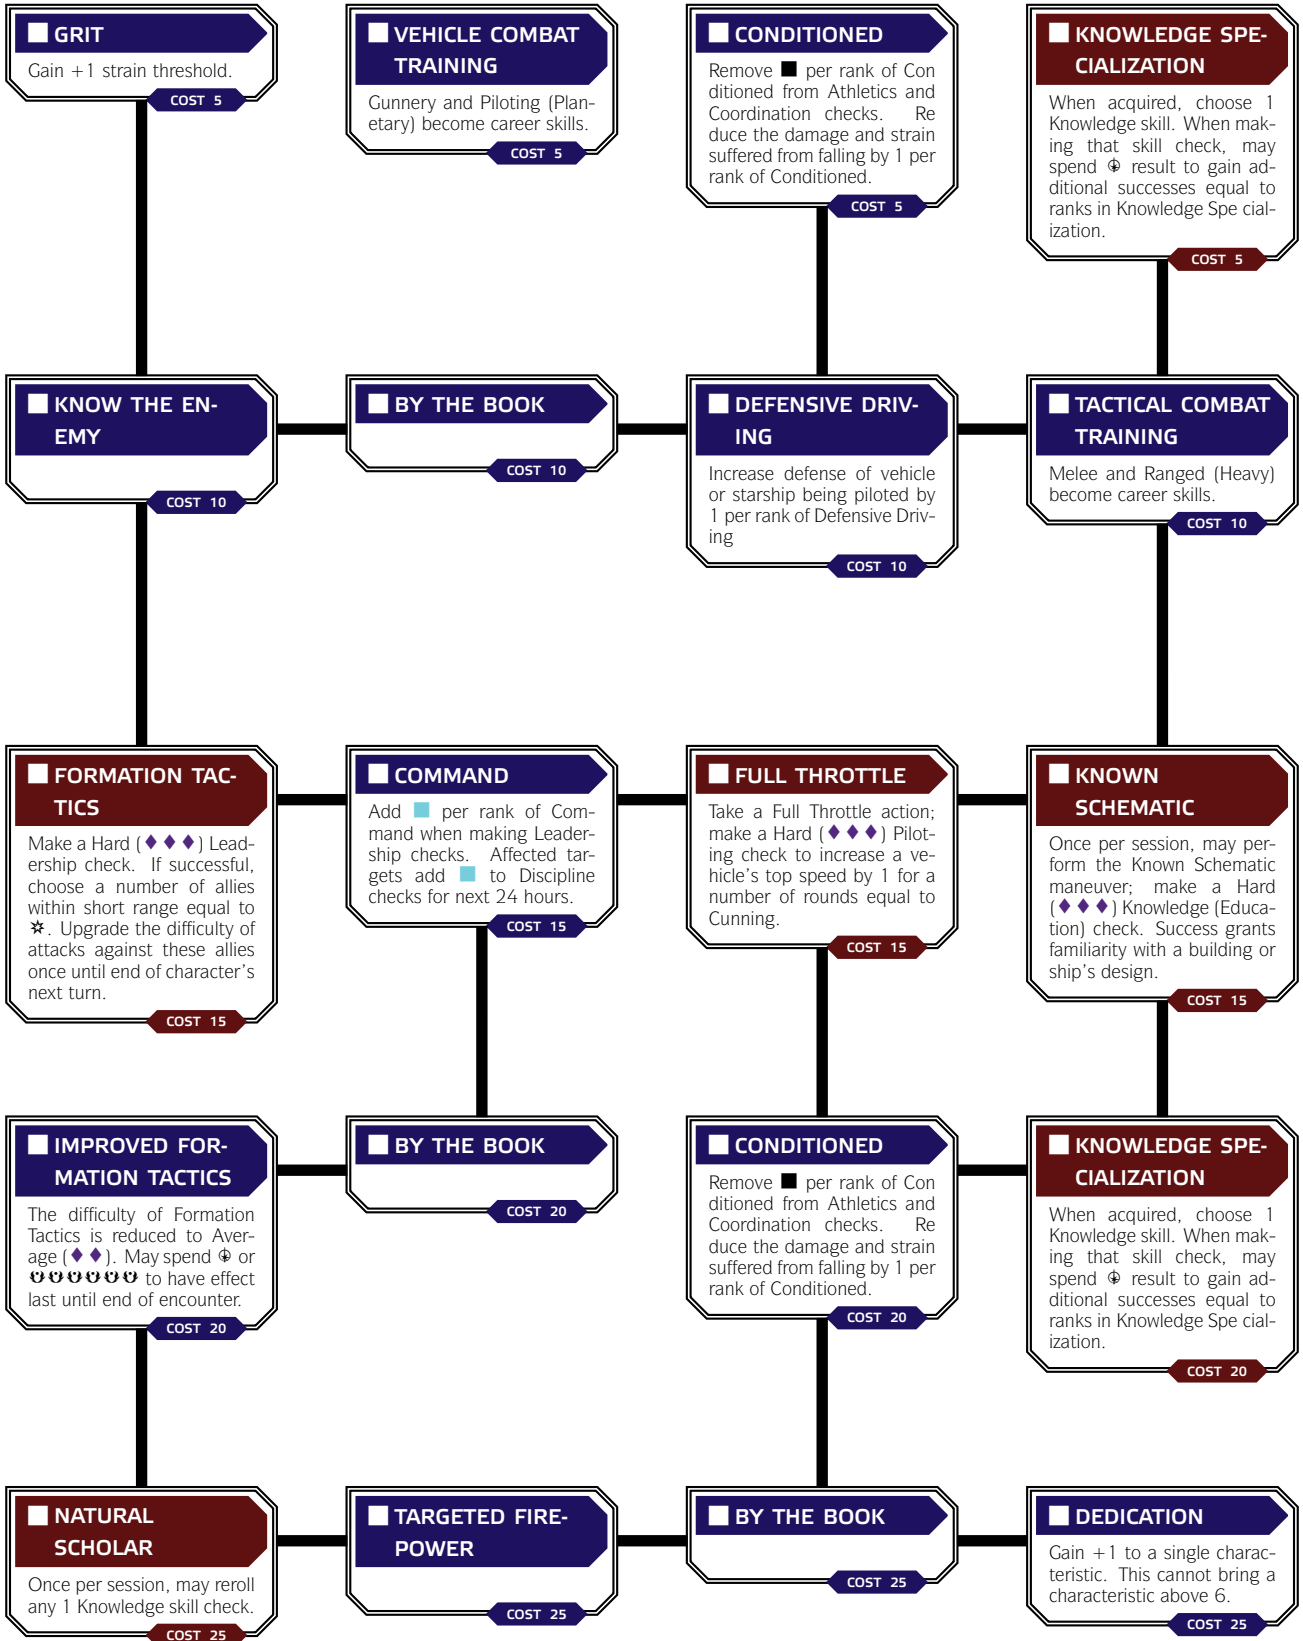 GRIT
Gain +1 strain threshold.
COST 5
VEHICLE COMBAT
TRAINING
Gunnery and Piloting (Plan-
etary) become career skills.
COST 5
CONDITIONED
Remove ■ per rank of Con
ditioned from Athletics and
Coordination checks. Re
duce the damage and strain
suffered from falling by 1 per
rank of Conditioned.
COST 5
KNOWLEDGE SPE-
CIALIZATION
When acquired, choose 1
Knowledge skill. When mak-
ing that skill check, may
spend result to gain ad-
ditional successes equal to
ranks in Knowledge Spe cial-
ization.
COST 5
KNOW THE EN-
EMY
COST 10
BY THE BOOK
COST 10
DEFENSIVE DRIV-
ING
Increase defense of vehicle
or starship being piloted by
1 per rank of Defensive Driv-
ing
COST 10
TACTICAL COMBAT
TRAINING
Melee and Ranged (Heavy)
become career skills.
COST 10
FORMATION TAC-
TICS
Make a Hard (♦♦♦) Lead-
ership check. If successful,
choose a number of allies
within short range equal to
. Upgrade the difficulty of
attacks against these allies
once until end of character's
next turn.
COST 15
COMMAND
Add ■ per rank of Com-
mand when making Leader-
ship checks. Affected tar-
gets add ■ to Discipline
checks for next 24 hours.
COST 15
FULL THROTTLE
Take a Full Throttle action;
make a Hard (♦♦♦) Pilot-
ing check to increase a ve-
hicle's top speed by 1 for a
number of rounds equal to
Cunning.
COST 15
KNOWN
SCHEMATIC
Once per session, may per-
form the Known Schematic
maneuver; make a Hard
(♦♦♦) Knowledge (Educa-
tion) check. Success grants
familiarity with a building or
ship's design.
COST 15
IMPROVED FOR-
MATION TACTICS
The difficulty of Formation
Tactics is reduced to Aver-
age (♦♦). May spend or
to have effect
last until end of encounter.
COST 20
BY THE BOOK
COST 20
CONDITIONED
Remove ■ per rank of Con
ditioned from Athletics and
Coordination checks. Re
duce the damage and strain
suffered from falling by 1 per
rank of Conditioned.
COST 20
KNOWLEDGE SPE-
CIALIZATION
When acquired, choose 1
Knowledge skill. When mak-
ing that skill check, may
spend result to gain ad-
ditional successes equal to
ranks in Knowledge Spe cial-
ization.
COST 20
NATURAL
SCHOLAR
Once per session, may reroll
any 1 Knowledge skill check.
COST 25
TARGETED FIRE-
POWER
COST 25
BY THE BOOK
COST 25
DEDICATION
Gain +1 to a single charac-
teristic. This cannot bring a
characteristic above 6.
COST 25